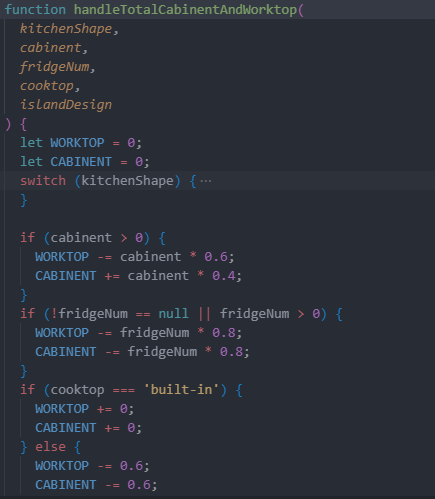 function handleTotalCabinentAndWorktop(
kitchenShape,
cabinent,
fridgeNum,
cooktop,
islandDesign
) {
let WORKTOP = 0;
let CABINENT = 0;
switch (kitchenShape) { ···
}
if (cabinent > 0) {
WORKTOP -= cabinent * 0.6;
CABINENT += cabinent * 0.4;
}
if (!fridgeNum == null || fridgeNum > 0) {
WORKTOP -= fridgeNum * 0.8;
CABINENT -= fridgeNum * 0.8;
}
if (cooktop === 'built-in') {
WORKTOP += 0;
CABINENT += 0;
} else {
WORKTOP -= 0.6;
CABINENT -= 0.6;